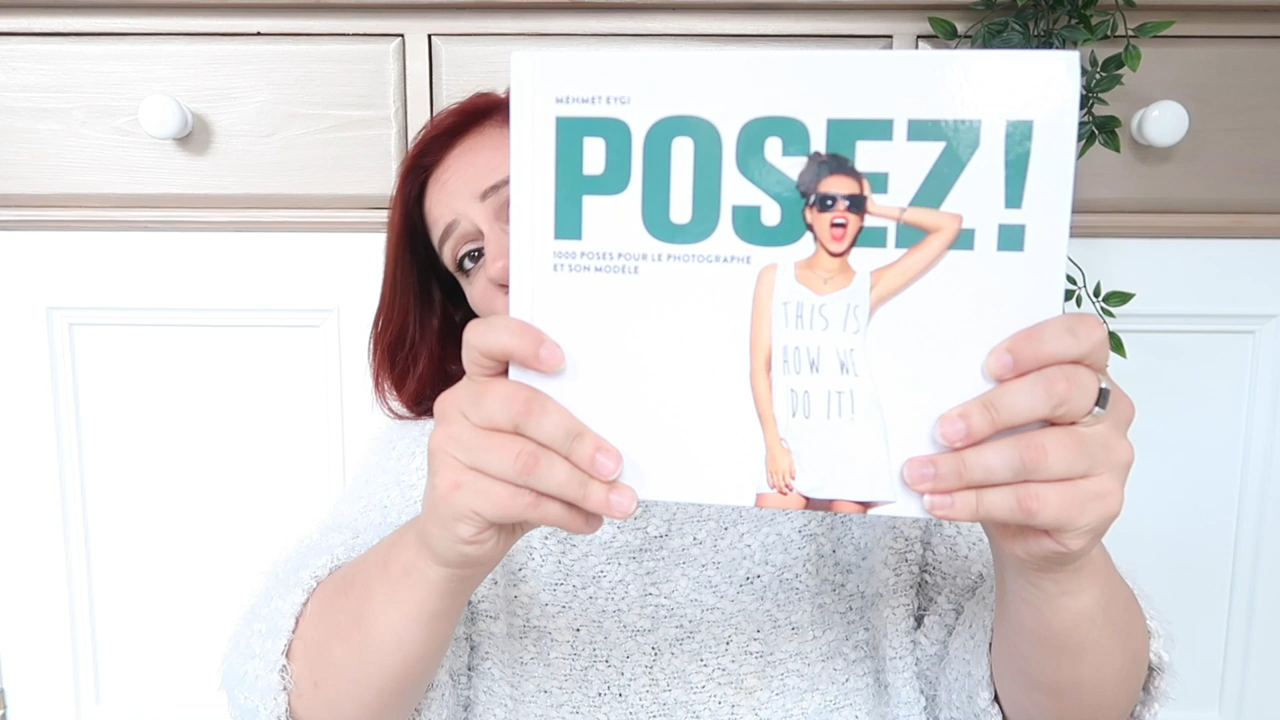 MEHMET EYGI
POSEZ!
1000 POSES POUR LE PHOTOGRAPHE
ET SON MODÈLE
THIS IS
HOW WE
DO IT!